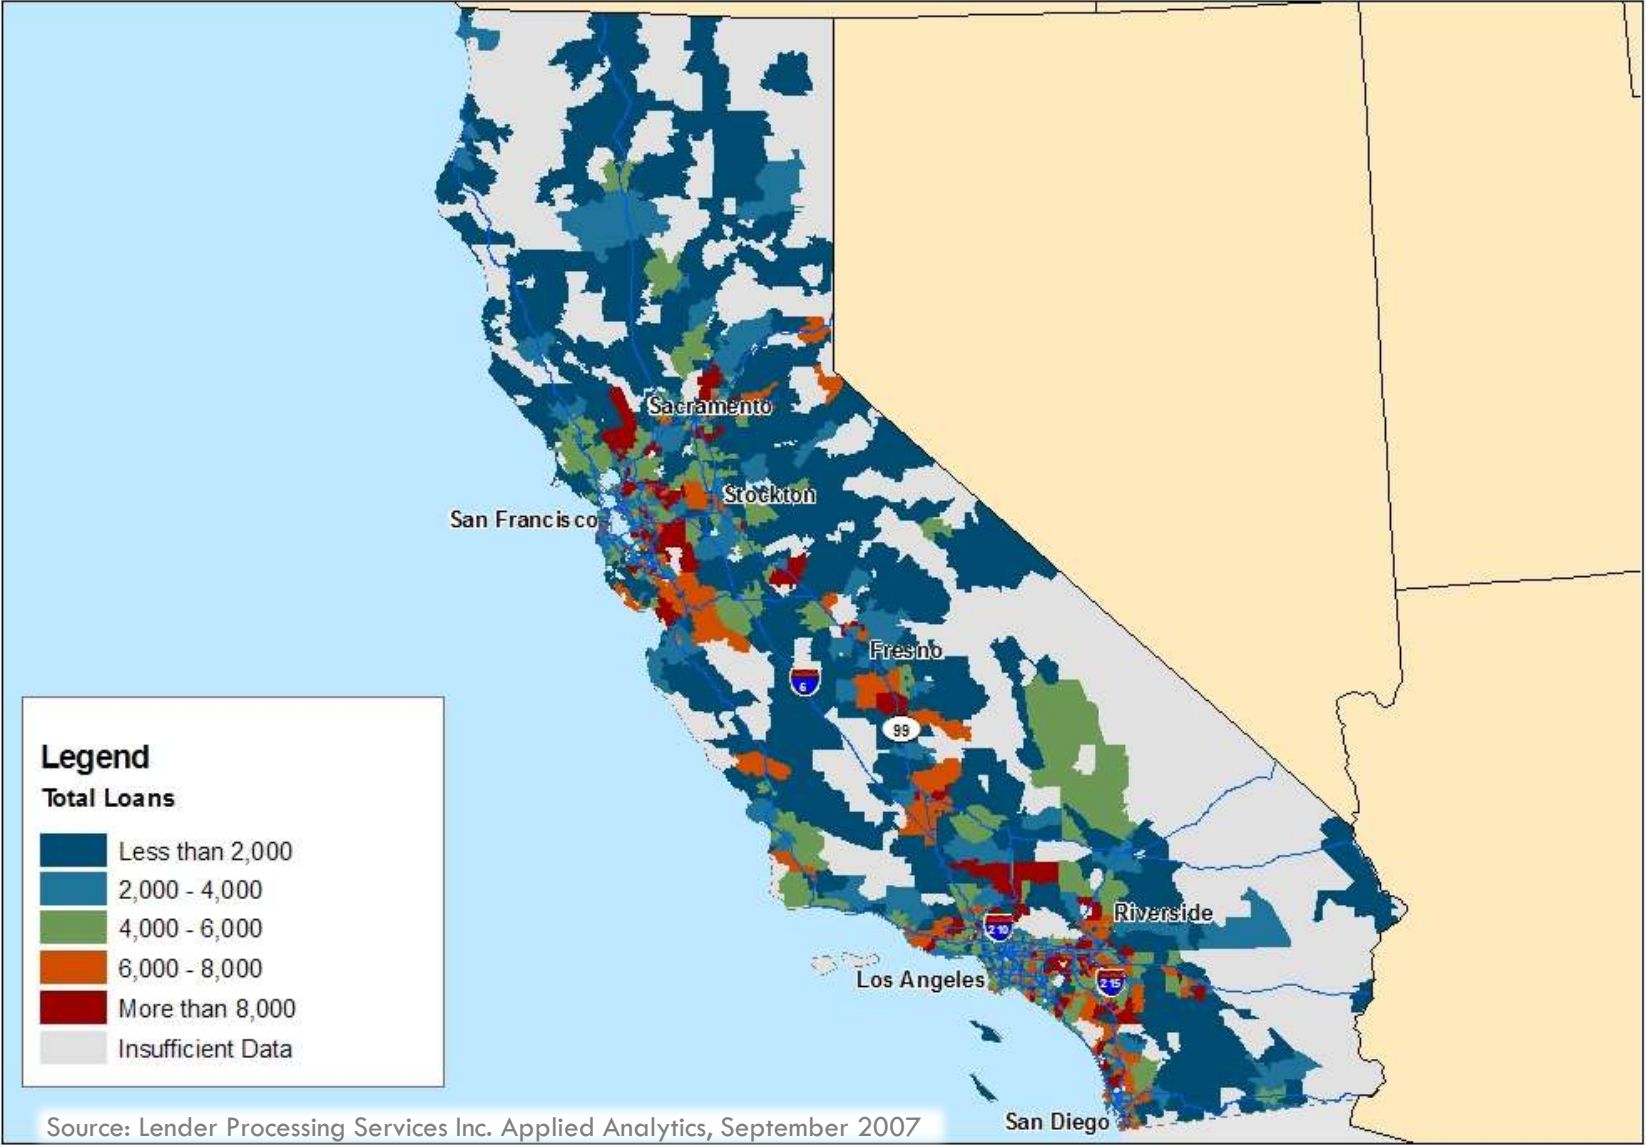 Sacramento
Stockton
San Francisco
Fresno
6
99
Legend
Total Loans
Less than 2,000
2,000 - 4,000
4,000 - 6,000
6,000 - 8,000
More than 8,000
Insufficient Data
Riverside
210
Los Angeles
215
San Diego
Source: Lender Processing Services Inc. Applied Analytics, September 2007